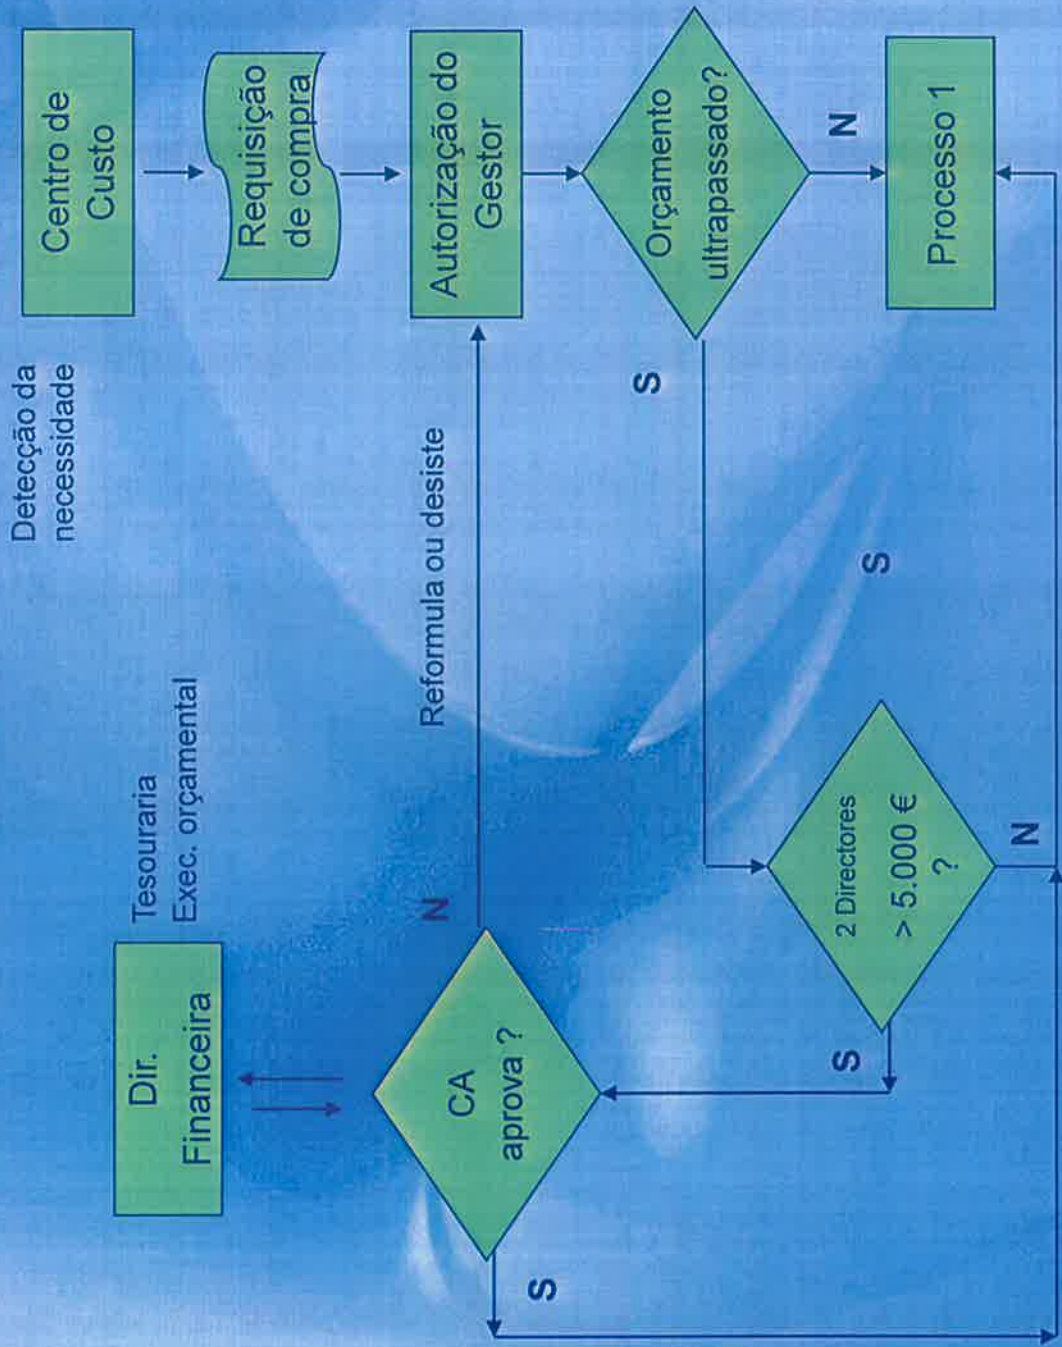 Detecção da
necessidade
Centro de
Custo
Requisição
de compra
Autorização do
Gestor
Orçamento
ultrapassado?
N
Processo 1
S
Reformula ou desiste
S
Tesouraria
Exec. orçamental
Dir.
Financeira
N
CA
aprova ?
S
2 Directores
> 5.000 €
?
N
S